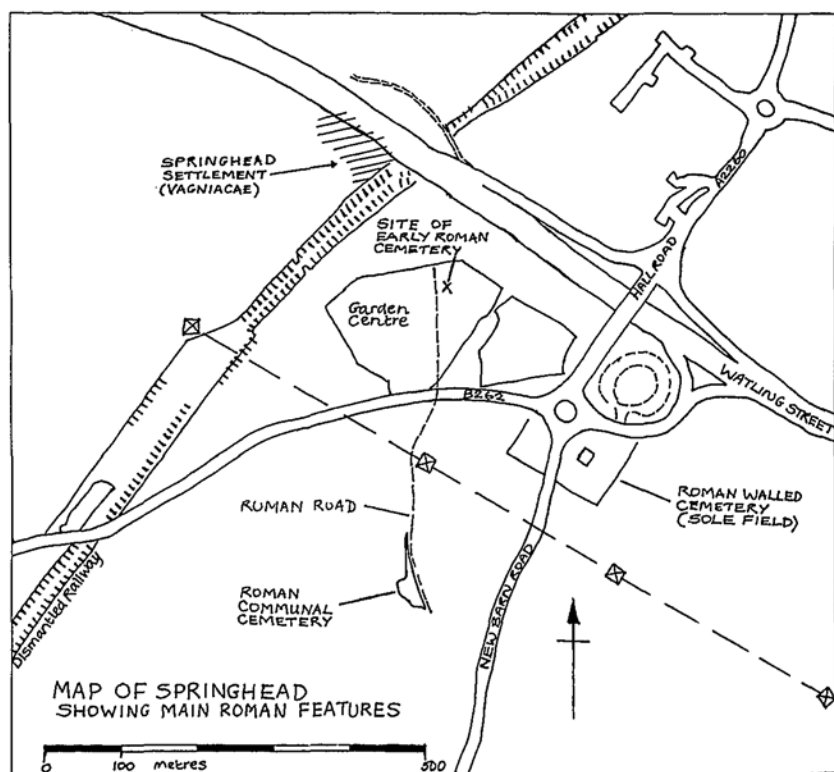 SPRINGHEAD
SETTLEMENT
(VAGNIACAE)
SITE OF
EARLY ROMAN
CEMETERY
X
Garden
Centre
A2260
HALL ROAD
WATLING STREET
B262
ROMAN ROAD
ROMAN WALLED
CEMETERY
(SOLE FIELD)
ROMAN
COMMUNAL
CEMETERY
NEW BARN ROAD
Dismantled Railway
MAP OF SPRINGHEAD
SHOWING MAIN ROMAN FEATURES
0 100 metres 500